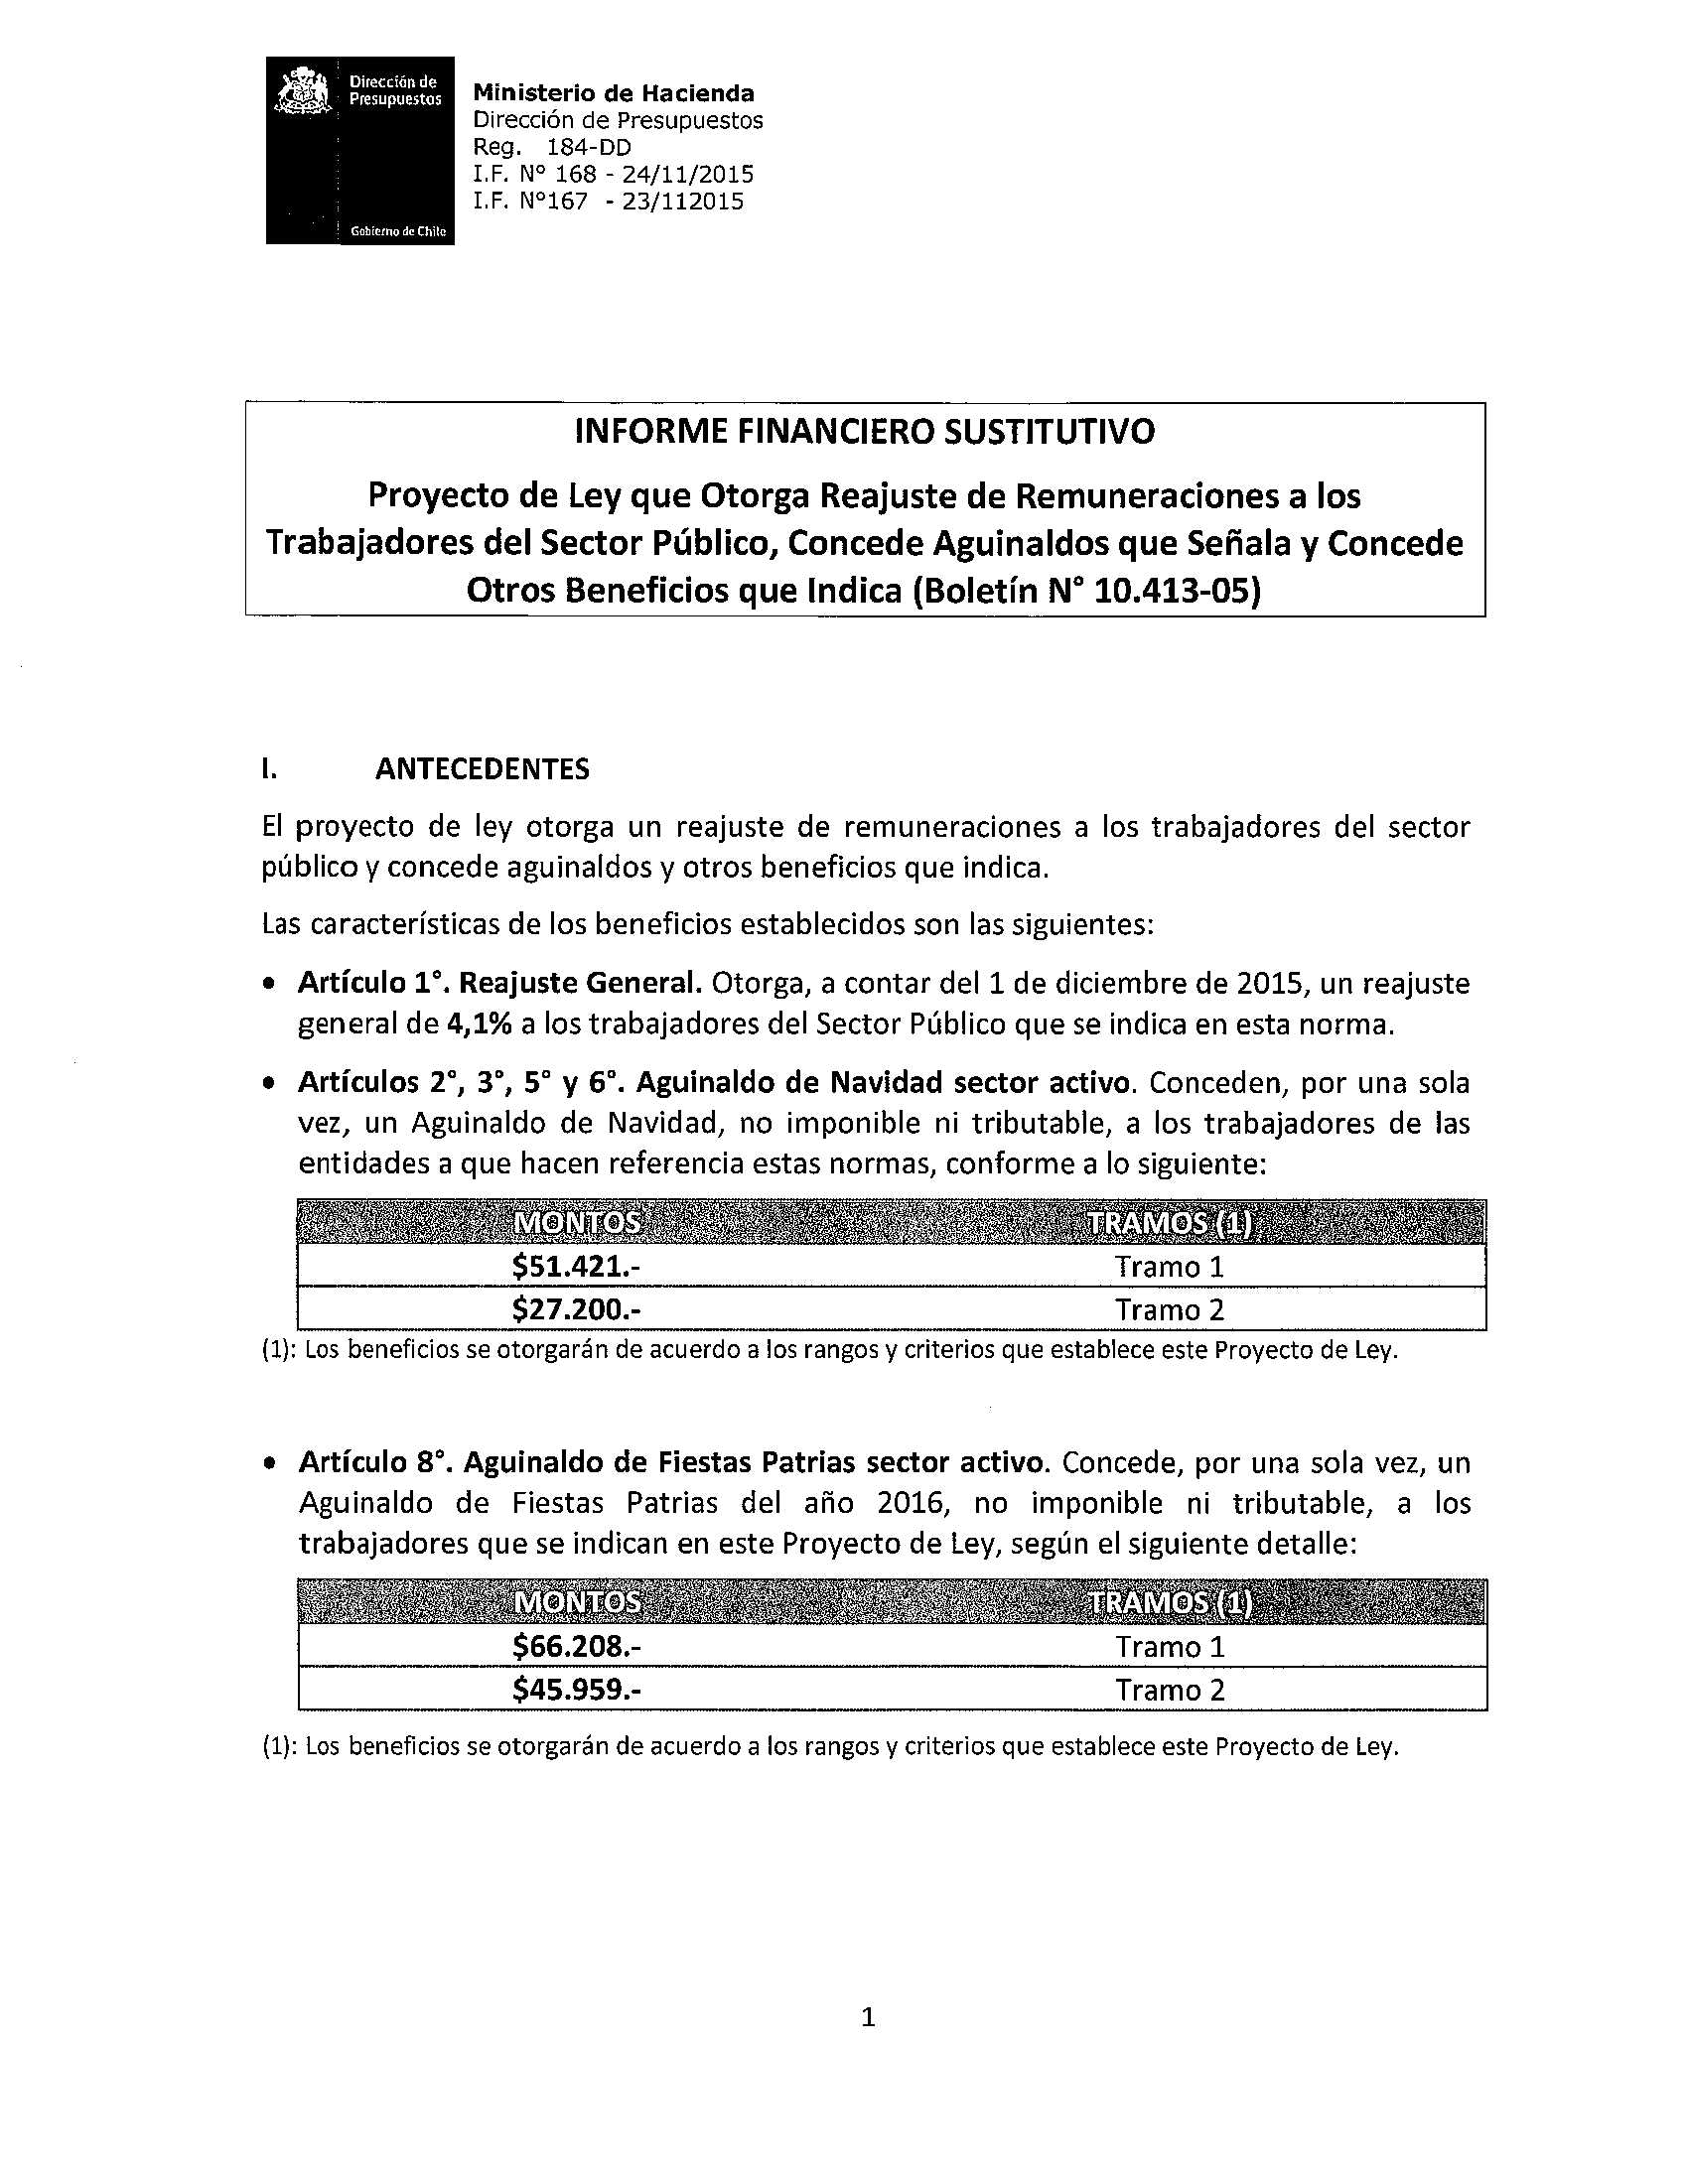 Dirección de
Presupuestos
Gobierno de Chile
Ministerio de Hacienda
Dirección de Presupuestos
Reg. 184-DD
I.F. N° 168 - 24/11/2015
I.F. N°167 - 23/112015
INFORME FINANCIERO SUSTITUTIVO
Proyecto de Ley que Otorga Reajuste de Remuneraciones a los
Trabajadores del Sector Público, Concede Aguinaldos que Señala y Concede
Otros Beneficios que Indica (Boletín N° 10.413-05)
I. ANTECEDENTES
El proyecto de ley otorga un reajuste de remuneraciones a los trabajadores del sector
público y concede aguinaldos y otros beneficios que indica.
Las características de los beneficios establecidos son las siguientes:
• Artículo 1°. Reajuste General. Otorga, a contar del 1 de diciembre de 2015, un reajuste
general de 4,1% a los trabajadores del Sector Público que se indica en esta norma.
• Artículos 2°, 3°, 5° y 6°. Aguinaldo de Navidad sector activo. Conceden, por una sola
vez, un Aguinaldo de Navidad, no imponible ni tributable, a los trabajadores de las
entidades a que hacen referencia estas normas, conforme a lo siguiente:
MONTOS TRAMOS (1)
$51.421.- Tramo 1
$27.200.- Tramo 2
(1): Los beneficios se otorgarán de acuerdo a los rangos y criterios que establece este Proyecto de Ley.
• Artículo 8°. Aguinaldo de Fiestas Patrias sector activo. Concede, por una sola vez, un
Aguinaldo de Fiestas Patrias del año 2016, no imponible ni tributable, a los
trabajadores que se indican en este Proyecto de Ley, según el siguiente detalle:
MONTOS TRAMOS (1)
$66.208.- Tramo 1
$45.959.- Tramo 2
(1): Los beneficios se otorgarán de acuerdo a los rangos y criterios que establece este Proyecto de Ley.
1